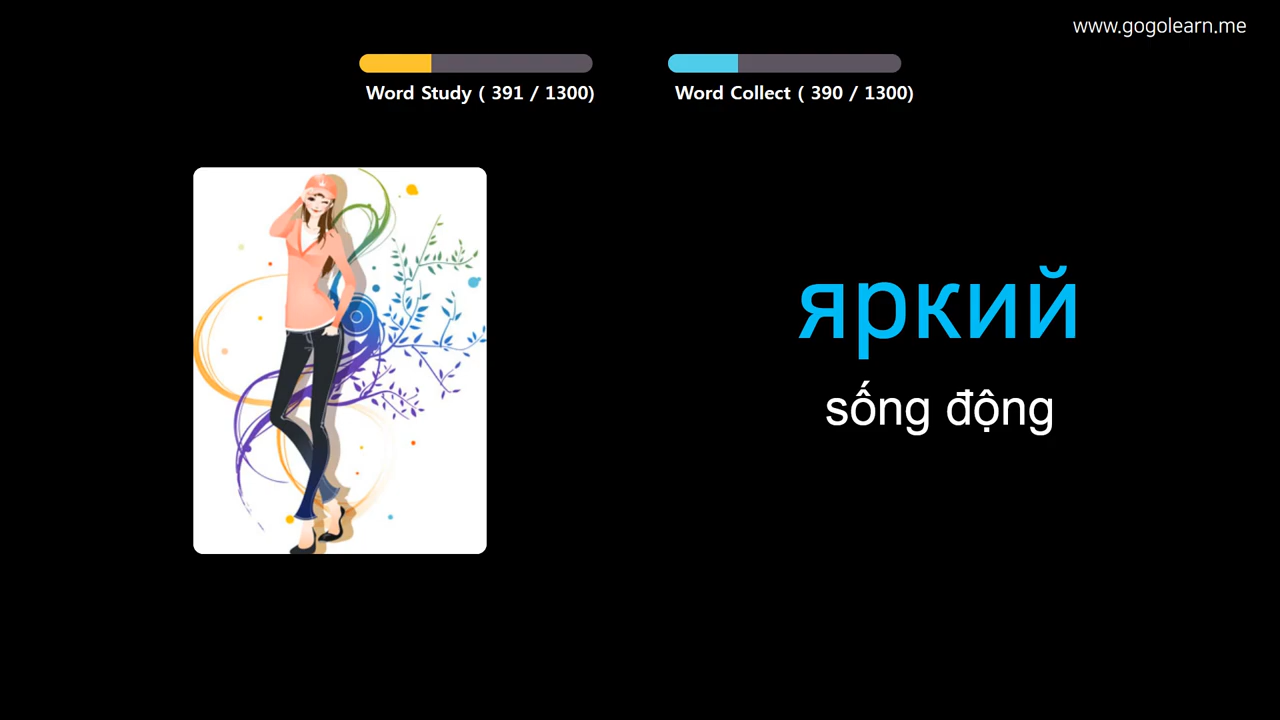 www.gogolearn.me
Word Study ( 391 / 1300)
Word Collect ( 390 / 1300)
яркий
sống động